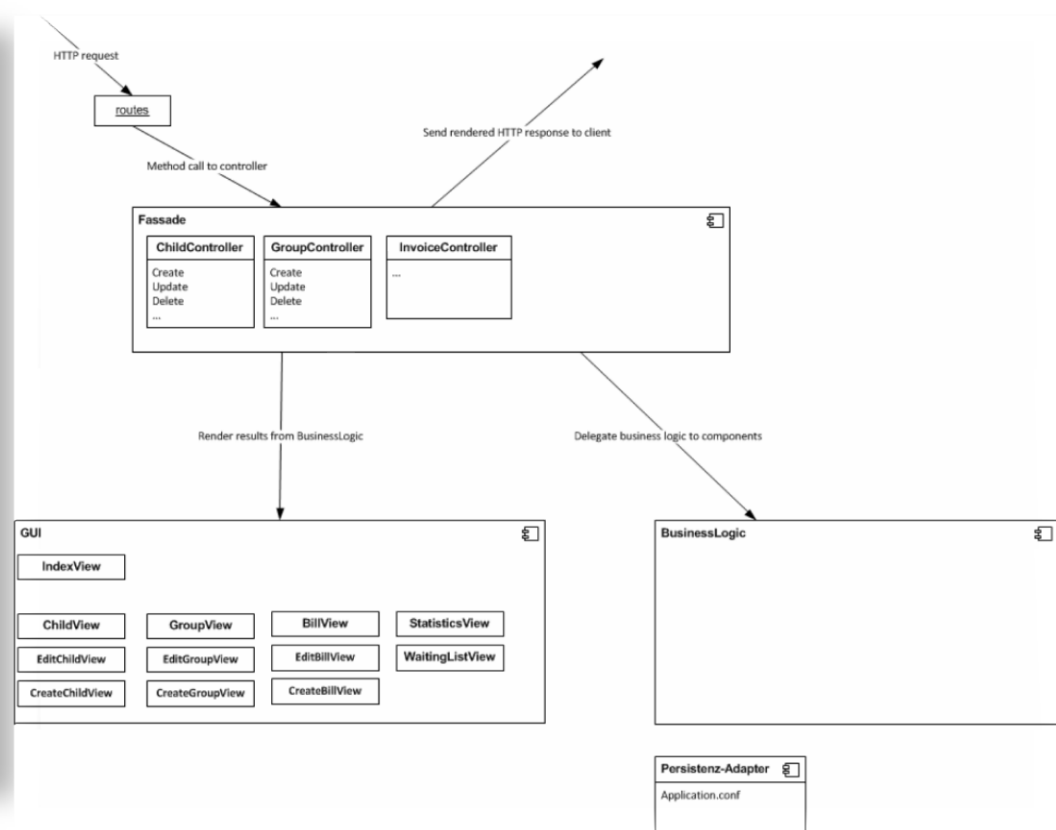 HTTP request
routes
Send rendered HTTP response to client
Method call to controller
Fassade
ChildController
GroupController
InvoiceController
Create
Update
Delete
...
Create
Update
Delete
...
...
Render results from BusinessLogic
Delegate business logic to components
GUI
IndexView
ChildView
GroupView
BillView
StatisticsView
EditChildView
EditGroupView
EditBillView
WaitingListView
CreateChildView
CreateGroupView
CreateBillView
BusinessLogic
Persistenz-Adapter
Application.conf